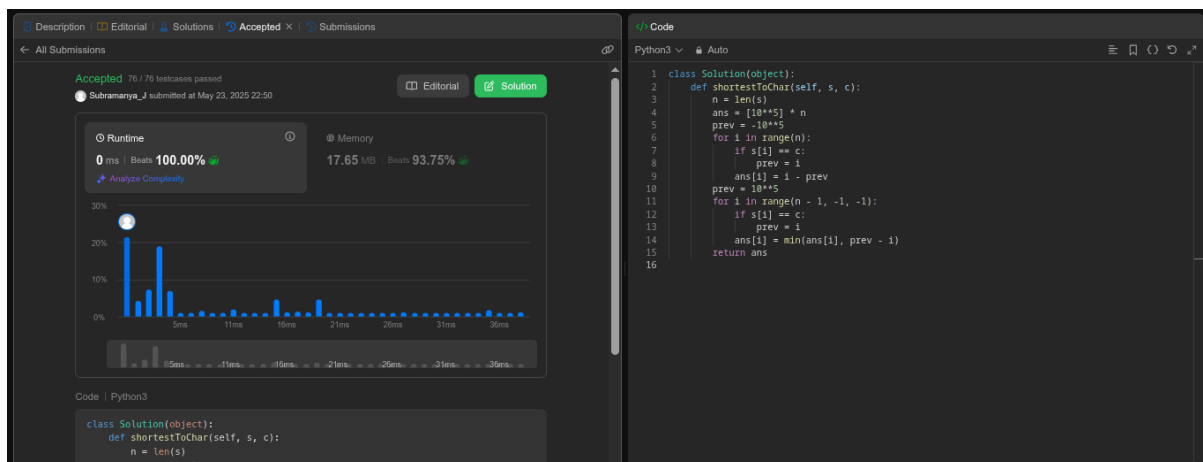 Description | Editorial | Solutions | Accepted × | Submissions
← All Submissions
Accepted 76 / 76 testcases passed
Subramanya_J submitted at May 23, 2025 22:50
Editorial
Solution
Runtime
0 ms | Beats 100.00%
Analyze Complexity
Memory
17.65 MB | Beats 93.75%
30%
20%
10%
0%
5ms 11ms 16ms 21ms 26ms 31ms 36ms
5ms 11ms 16ms 21ms 26ms 31ms 36ms
Code | Python3
class Solution(object):
    def shortestToChar(self, s, c):
        n = len(s)
</> Code
Python3 Auto
1 class Solution(object):
2     def shortestToChar(self, s, c):
3         n = len(s)
4         ans = [10**5] * n
5         prev = -10**5
6         for i in range(n):
7             if s[i] == c:
8                 prev = i
9             ans[i] = i - prev
10         prev = 10**5
11         for i in range(n - 1, -1, -1):
12             if s[i] == c:
13                 prev = i
14             ans[i] = min(ans[i], prev - i)
15         return ans
16